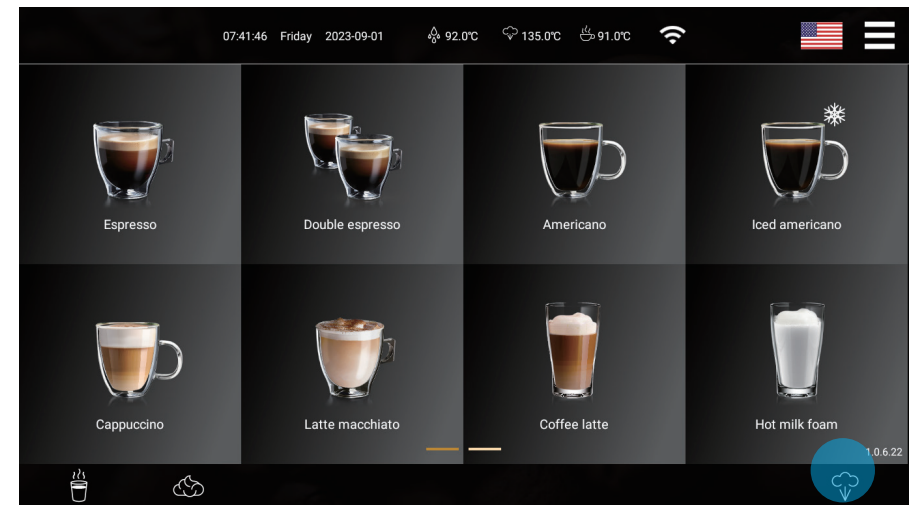 07:41:46 Friday 2023-09-01 92.0℃ 135.0℃ 91.0℃
Espresso Double espresso Americano Iced americano
Cappuccino Latte macchiato Coffee latte Hot milk foam
1.0.6.22